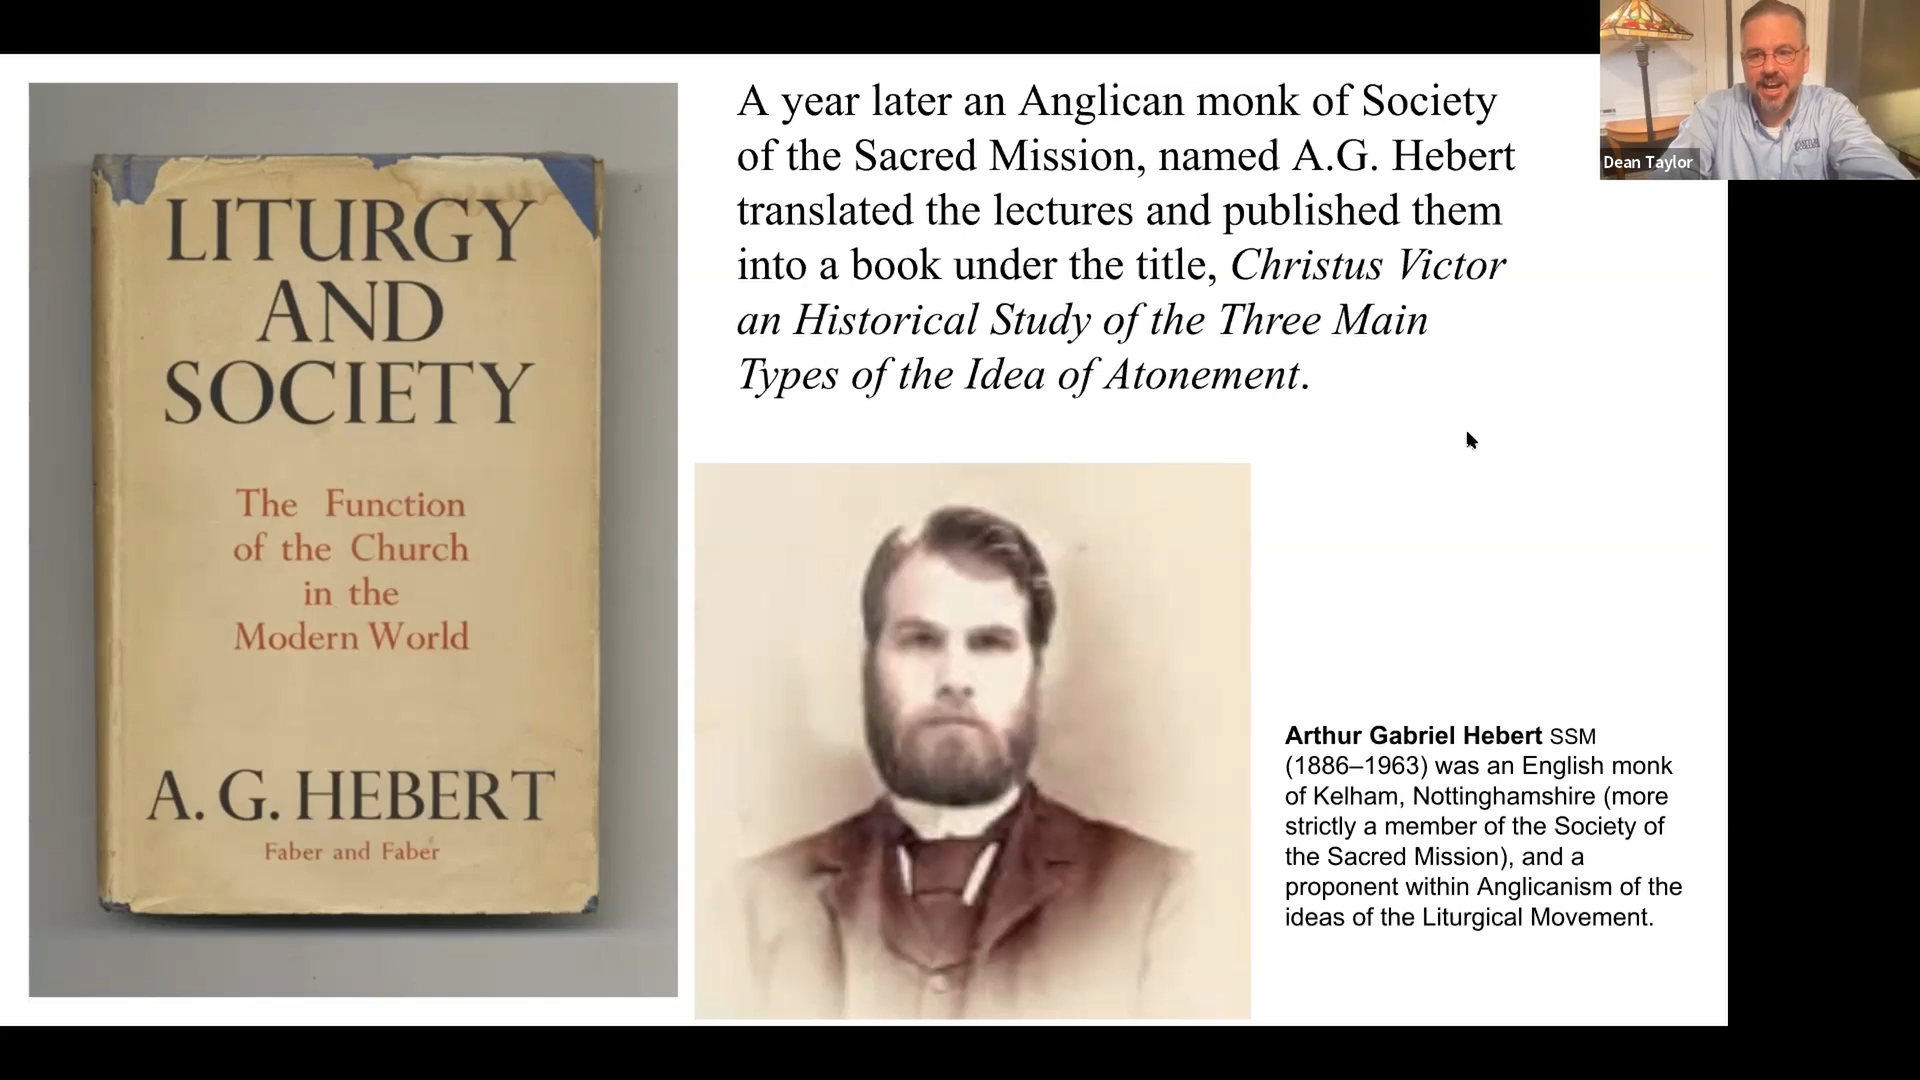 LITURGY
AND
SOCIETY
The Function
of the Church
in the
Modern World
A. G. HEBERT
Faber and Faber
A year later an Anglican monk of Society
of the Sacred Mission, named A.G. Hebert
translated the lectures and published them
into a book under the title, Christus Victor
an Historical Study of the Three Main
Types of the Idea of Atonement.
Arthur Gabriel Hebert SSM
(1886–1963) was an English monk
of Kelham, Nottinghamshire (more
strictly a member of the Society of
the Sacred Mission), and a
proponent within Anglicanism of the
ideas of the Liturgical Movement.
Dean Taylor